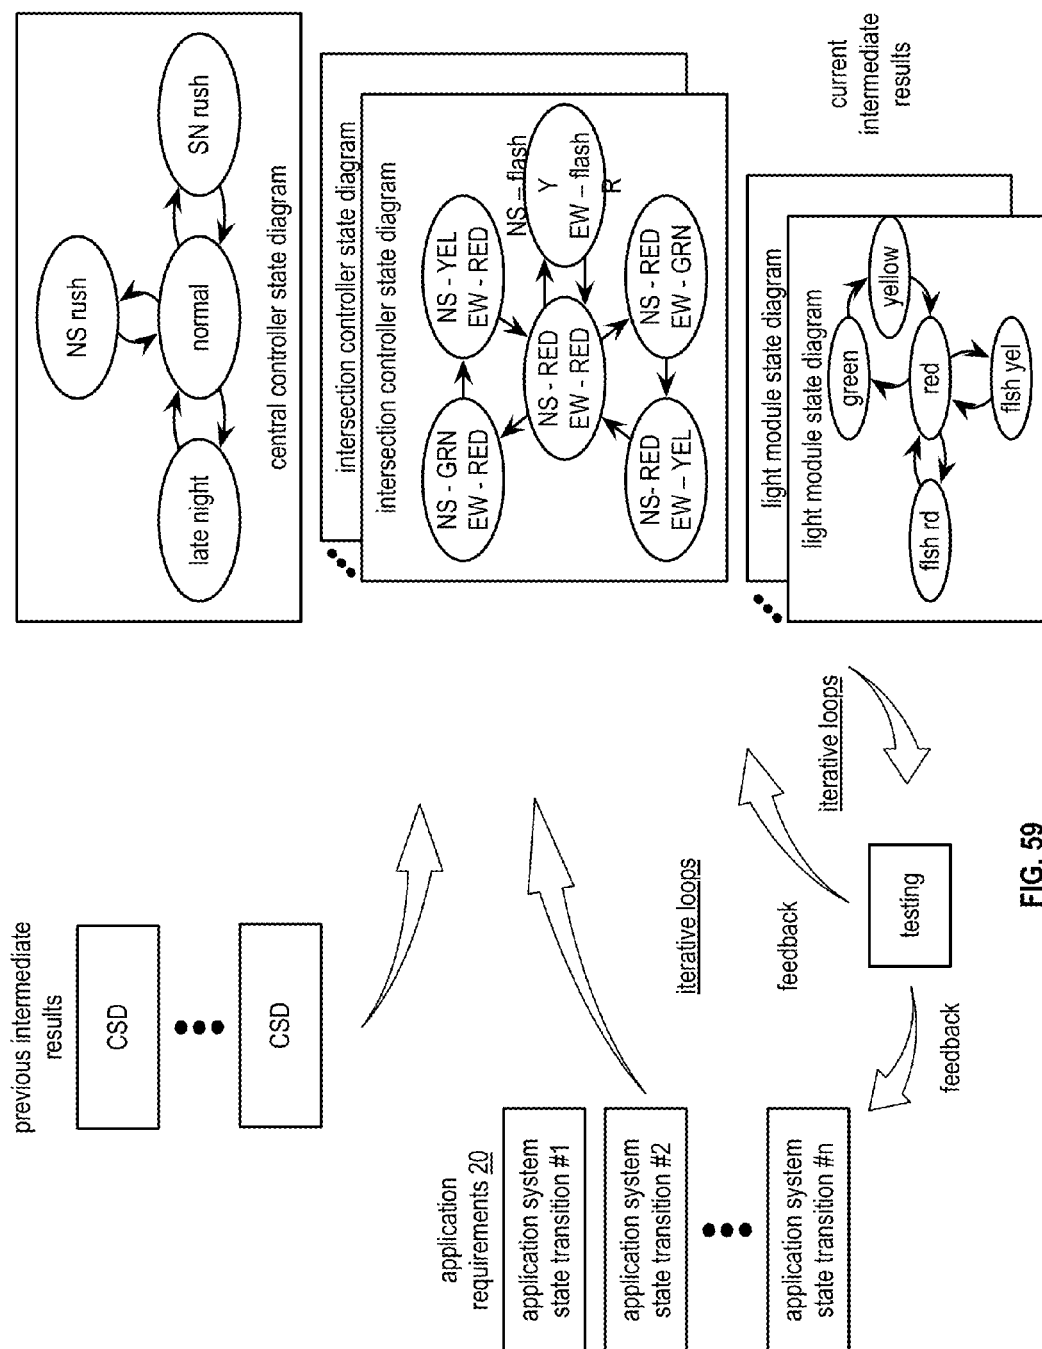 previous intermediate
results
CSD
CSD
application
requirements 20
application system
state transition #1
application system
state transition #2
application system
state transition #n
iterative loops
feedback
feedback
testing
iterative loops
NS rush
late night
normal
SN rush
central controller state diagram
intersection controller state diagram
intersection controller state diagram
NS - GRN
EW - RED
NS - YEL
EW - RED
NS - RED
EW - RED
NS – flash
Y
EW – flash
R
NS- RED
EW – YEL
NS - RED
EW - GRN
light module state diagram
light module state diagram
green
yellow
flsh rd
red
flsh yel
current
intermediate
results
FIG. 59